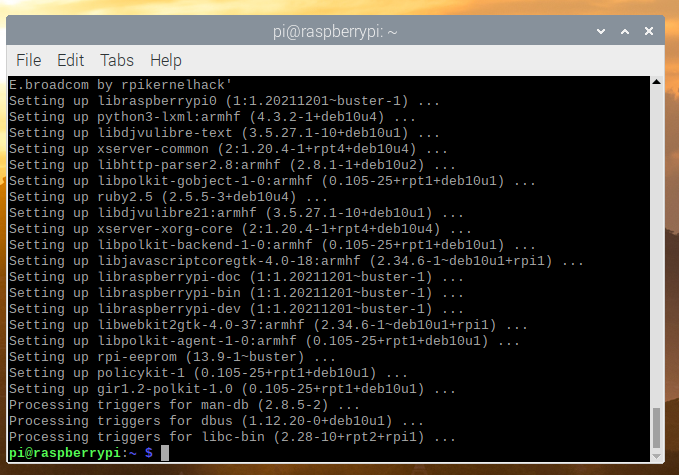 pi@raspberrypi: ~
File Edit Tabs Help
E.broadcom by rpikernelhack'
Setting up libraspberrypi0 (1:1.20211201~buster-1) ...
Setting up python3-lxml:armhf (4.3.2-1+deb10u4) ...
Setting up libdjvulibre-text (3.5.27.1-10+deb10u1) ...
Setting up xserver-common (2:1.20.4-1+rpt4+deb10u4) ...
Setting up libhttp-parser2.8:armhf (2.8.1-1+deb10u2) ...
Setting up libpolkit-gobject-1-0:armhf (0.105-25+rpt1+deb10u1) ...
Setting up ruby2.5 (2.5.5-3+deb10u4) ...
Setting up libdjvulibre21:armhf (3.5.27.1-10+deb10u1) ...
Setting up xserver-xorg-core (2:1.20.4-1+rpt4+deb10u4) ...
Setting up libpolkit-backend-1-0:armhf (0.105-25+rpt1+deb10u1) ...
Setting up libjavascriptcoregtk-4.0-18:armhf (2.34.6-1~deb10u1+rpi1) ...
Setting up libraspberrypi-doc (1:1.20211201~buster-1) ...
Setting up libraspberrypi-bin (1:1.20211201~buster-1) ...
Setting up libraspberrypi-dev (1:1.20211201~buster-1) ...
Setting up libwebkit2gtk-4.0-37:armhf (2.34.6-1~deb10u1+rpi1) ...
Setting up libpolkit-agent-1-0:armhf (0.105-25+rpt1+deb10u1) ...
Setting up rpi-eeprom (13.9-1~buster) ...
Setting up policykit-1 (0.105-25+rpt1+deb10u1) ...
Setting up gir1.2-polkit-1.0 (0.105-25+rpt1+deb10u1) ...
Processing triggers for man-db (2.8.5-2) ...
Processing triggers for dbus (1.12.20-0+deb10u1) ...
Processing triggers for libc-bin (2.28-10+rpt2+rpi1) ...
pi@raspberrypi:~ $